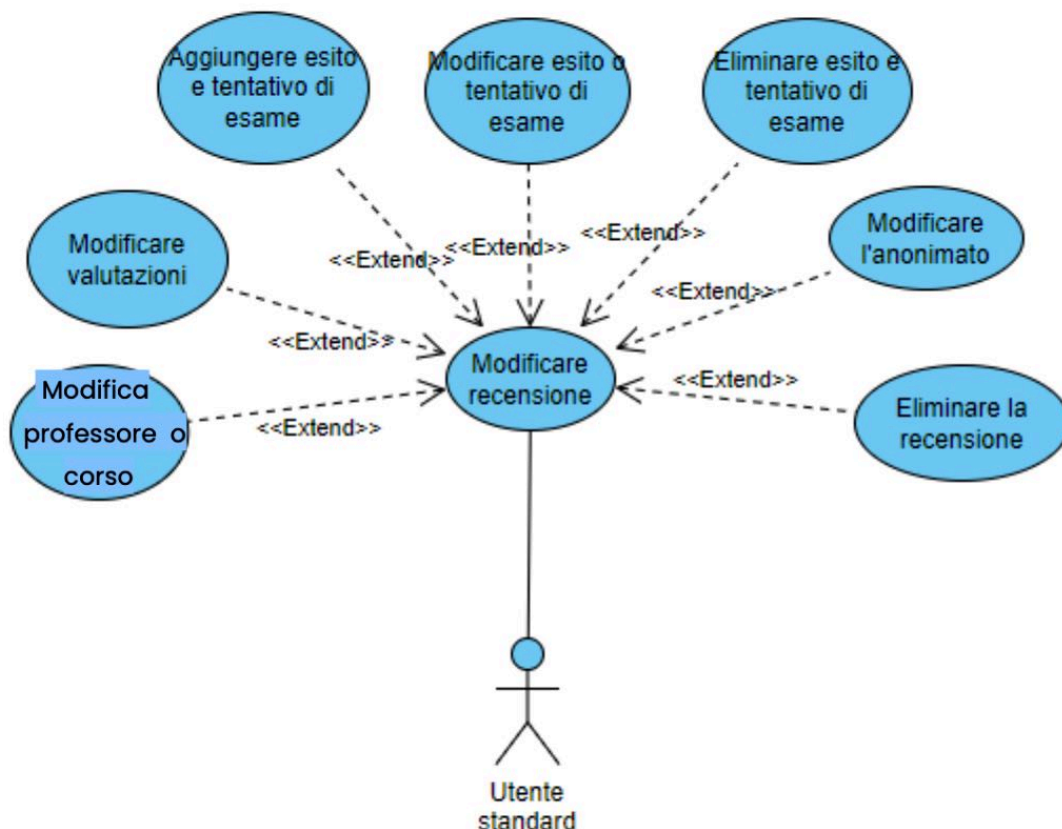 Aggiungere esito
e tentativo di
esame
Modificare esito o
tentativo di
esame
Eliminare esito e
tentativo di
esame
Modificare
valutazioni
Modificare
l'anonimato
<<Extend>>
<<Extend>>
<<Extend>>
<<Extend>>
<<Extend>>
<<Extend>>
<<Extend>>
Modifica
professore o
corso
Modificare
recensione
Eliminare la
recensione
Utente
standard